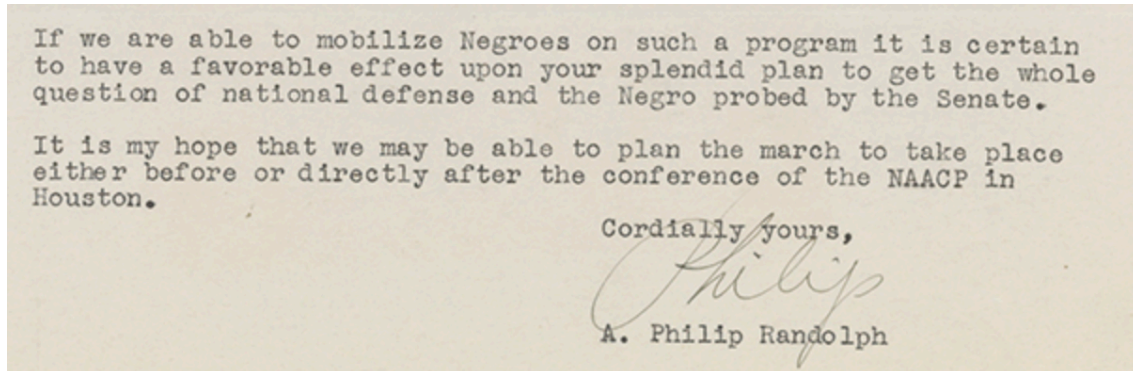 If we are able to mobilize Negroes on such a program it is certain
to have a favorable effect upon your splendid plan to get the whole
question of national defense and the Negro probed by the Senate.
It is my hope that we may be able to plan the march to take place
either before or directly after the conference of the NAACP in
Houston.
Cordially yours,
Philip
A. Philip Randolph